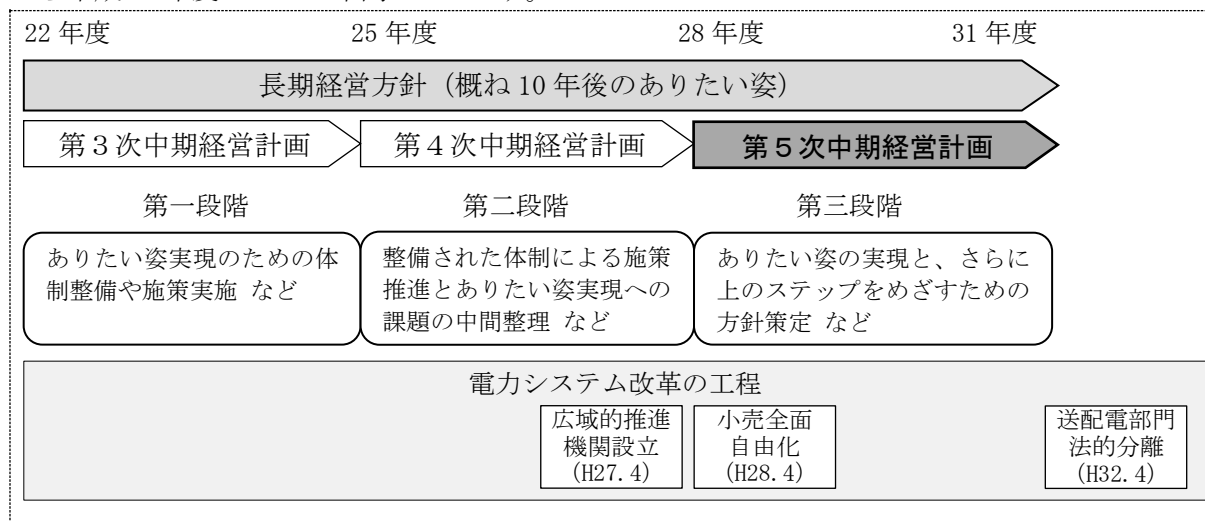 22 年度 25 年度 28 年度 31 年度
長期経営方針（概ね 10 年後のありたい姿）
第３次中期経営計画 第４次中期経営計画 第５次中期経営計画
第一段階 第二段階 第三段階
ありたい姿実現のための体
制整備や施策実施 など
整備された体制による施策
推進とありたい姿実現への
課題の中間整理 など
ありたい姿の実現と、さらに
上のステップをめざすための
方針策定 など
電力システム改革の工程
広域的推進
機関設立
(H27.4)
小売全面
自由化
(H28.4)
送配電部門
法的分離
(H32.4)